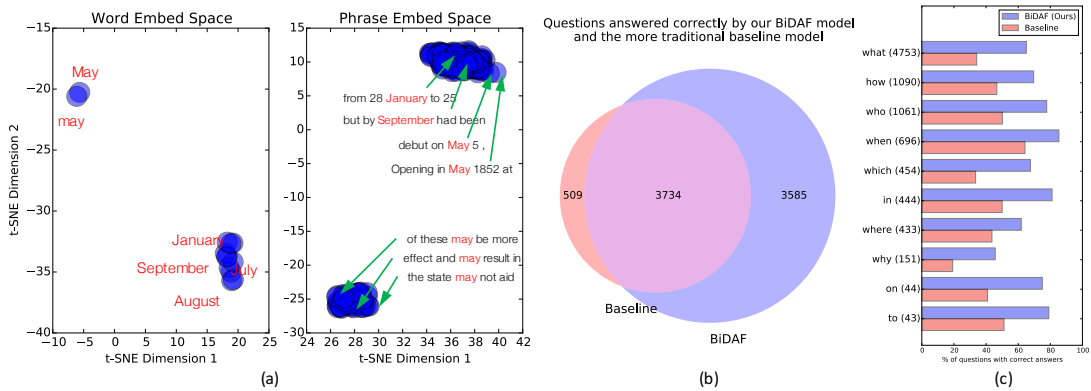 Word Embed Space
t-SNE Dimension 2
−15
−20
−25
−30
−35
−40
−10
−5
0
5
10
15
20
25
t-SNE Dimension 1
May
may
January
September
July
August
Phrase Embed Space
15
10
5
0
−5
−10
−15
−20
−25
−30
24
26
28
30
32
34
36
38
40
42
t-SNE Dimension 1
from 28 January to 25
but by September had been
debut on May 5 ,
Opening in May 1852 at
of these may be more
effect and may result in
the state may not aid
(a)
Questions answered correctly by our BiDAF model
and the more traditional baseline model
509
3734
3585
Baseline
BiDAF
(b)
BiDAF (Ours)
Baseline
what (4753)
how (1090)
who (1061)
when (696)
which (454)
in (444)
where (433)
why (151)
on (44)
to (43)
0
20
40
60
80
100
% of questions with correct answers
(c)